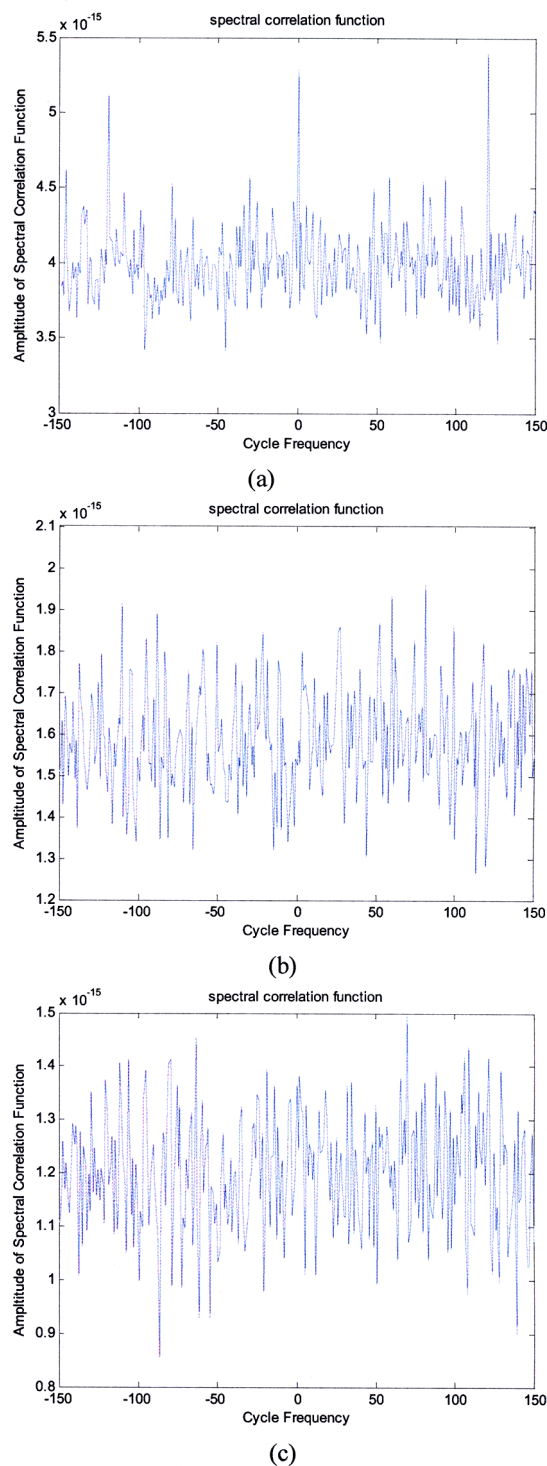 spectral correlation function
x 10^-15
5.5
5
4.5
4
3.5
3
Ampltitude of Spectral Correlation Function
-150 -100 -50 0 50 100 150
Cycle Frequency
(a)
spectral correlation function
x 10^-15
2.1
2
1.9
1.8
1.7
1.6
1.5
1.4
1.3
1.2
Ampltitude of Spectral Correlation Function
-150 -100 -50 0 50 100 150
Cycle Frequency
(b)
spectral correlation function
x 10^-15
1.5
1.4
1.3
1.2
1.1
1
0.9
0.8
Ampltitude of Spectral Correlation Function
-150 -100 -50 0 50 100 150
Cycle Frequency
(c)